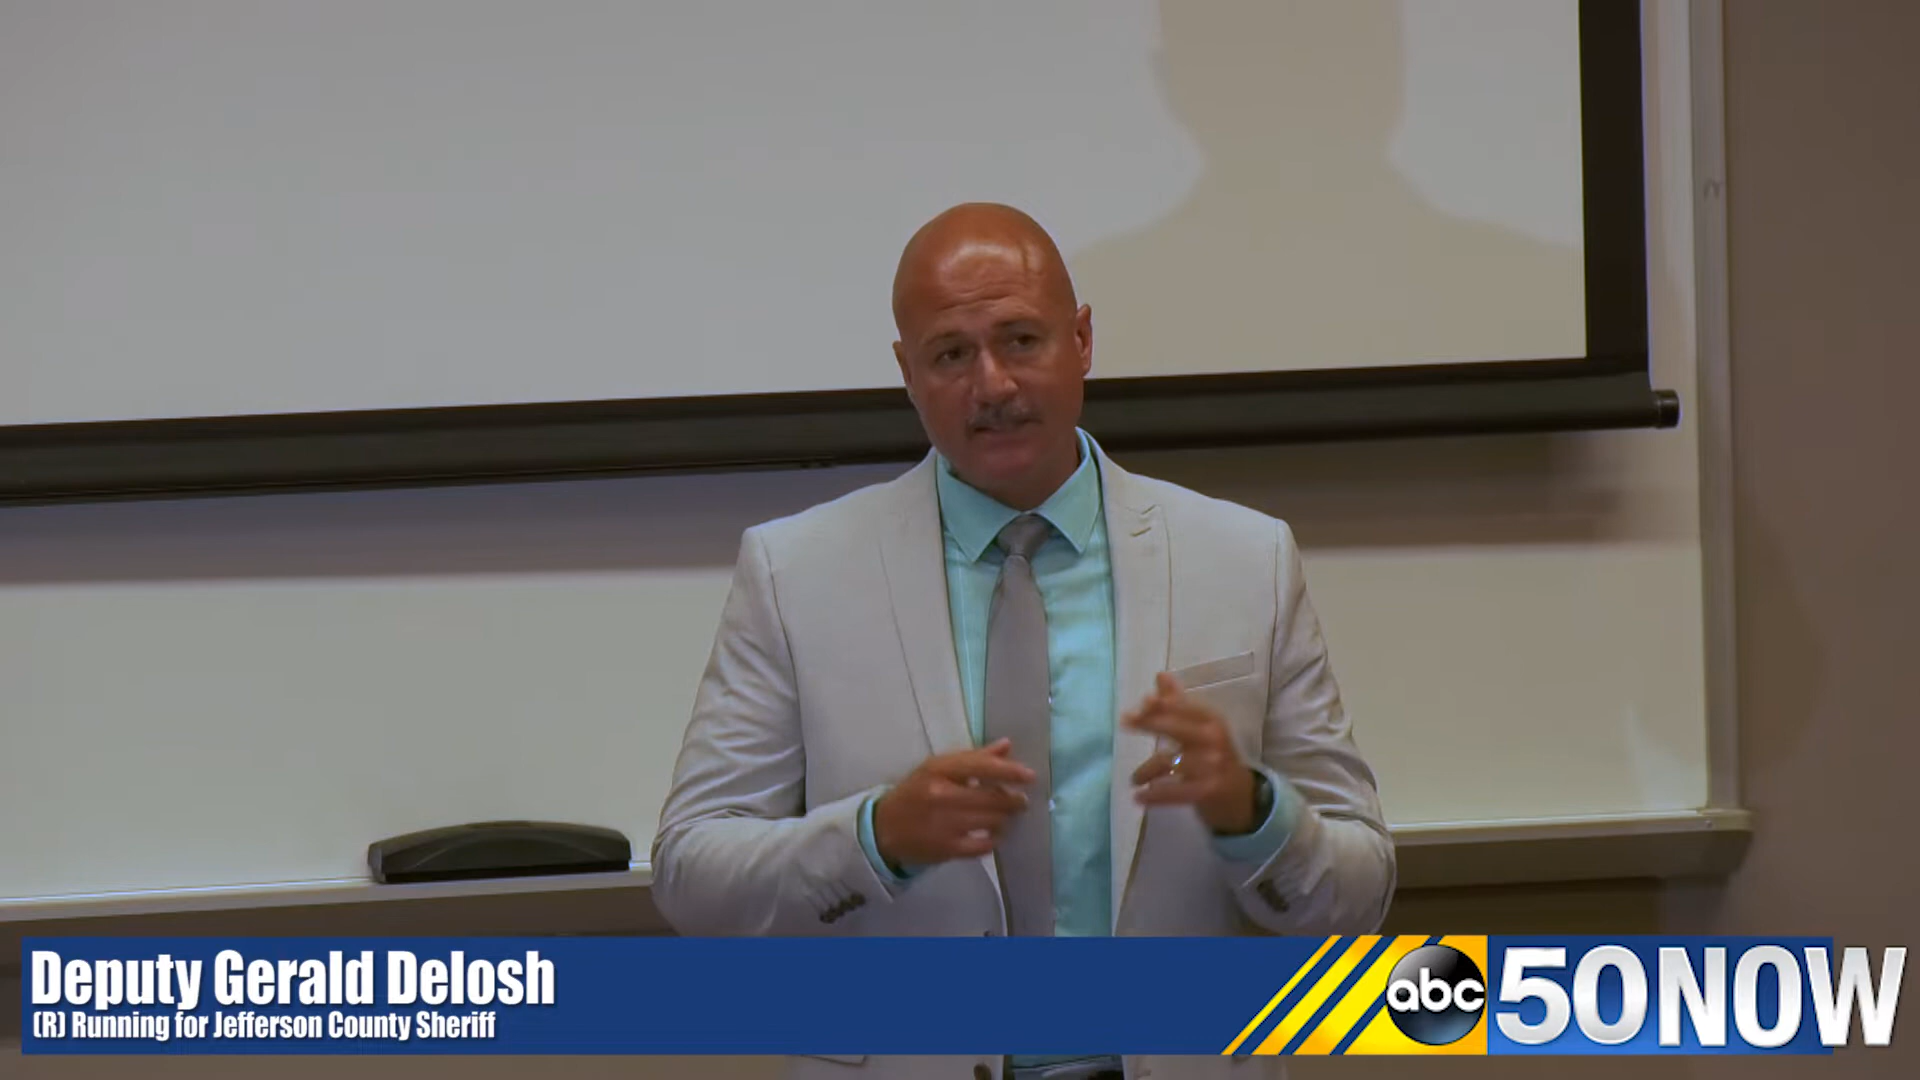 Deputy Gerald Delosh
(R) Running for Jefferson County Sheriff
abc 50NOW